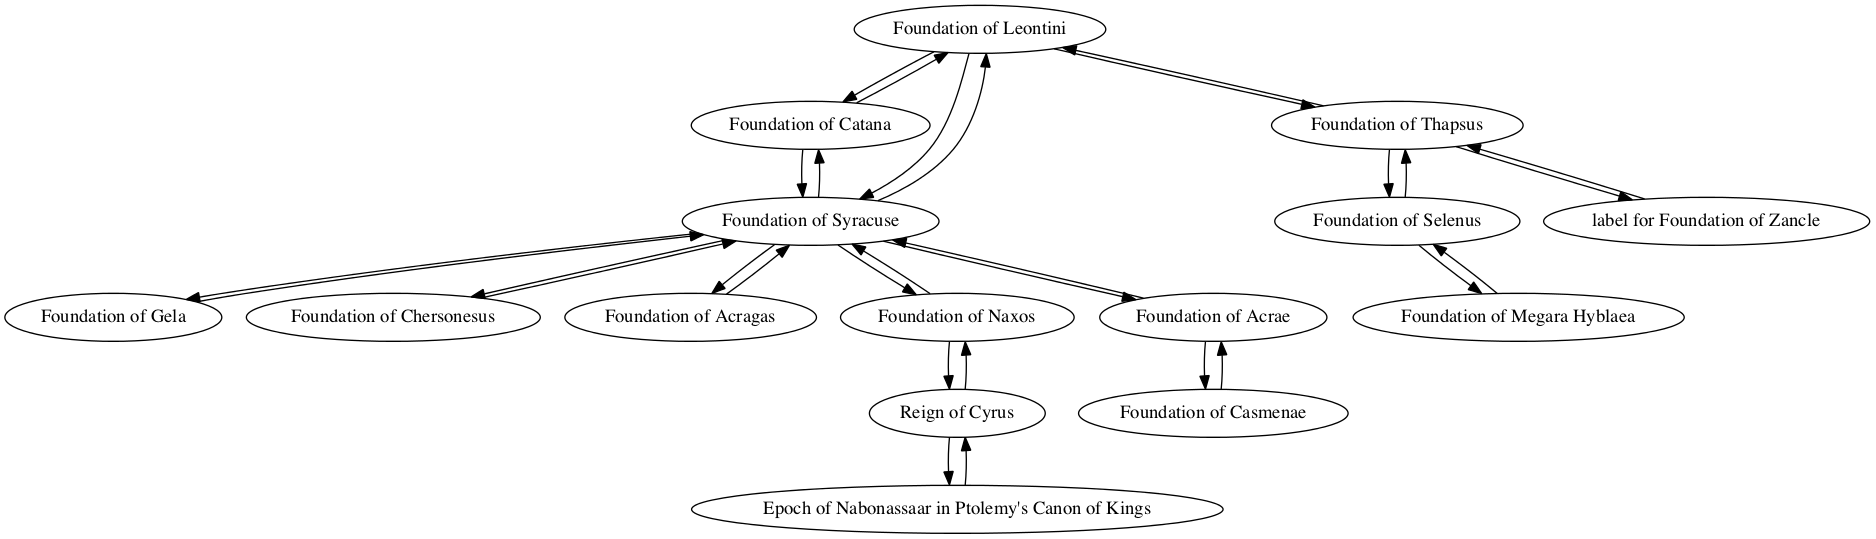 Foundation of Leontini
Foundation of Catana
Foundation of Thapsus
Foundation of Syracuse
Foundation of Selenus
label for Foundation of Zancle
Foundation of Gela
Foundation of Chersonesus
Foundation of Acragas
Foundation of Naxos
Foundation of Acrae
Foundation of Megara Hyblaea
Reign of Cyrus
Foundation of Casmenae
Epoch of Nabonassaar in Ptolemy's Canon of Kings